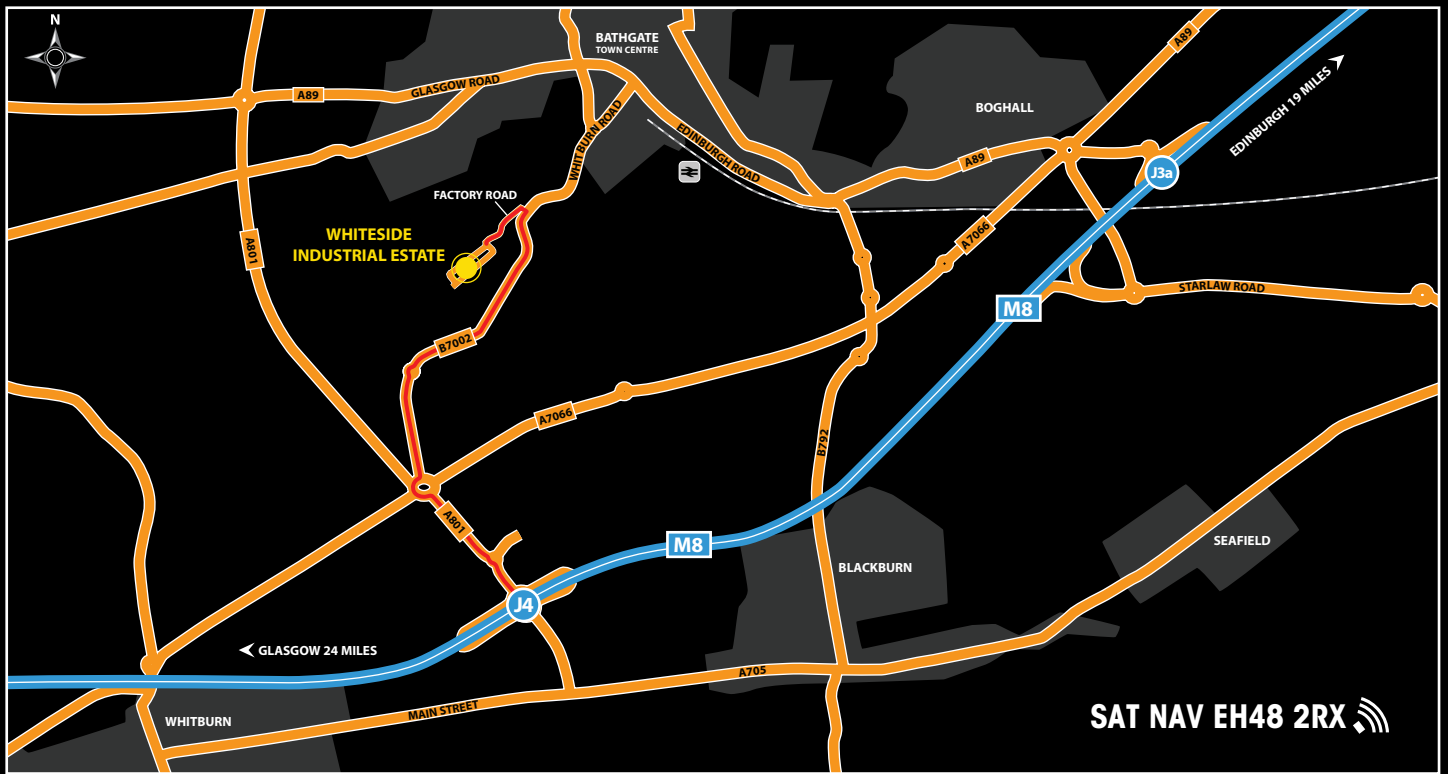 N
BATHGATE
TOWN CENTRE
A89
GLASGOW ROAD
A89
BOGHALL
EDINBURGH 19 MILES
WHITBURN ROAD
EDINBURGH ROAD
A89
J3a
FACTORY ROAD
WHITESIDE
INDUSTRIAL ESTATE
A801
A7066
STARLAW ROAD
M8
B7002
A7066
B792
A801
M8
SEAFIELD
BLACKBURN
J4
GLASGOW 24 MILES
A705
MAIN STREET
WHITBURN
SAT NAV EH48 2RX